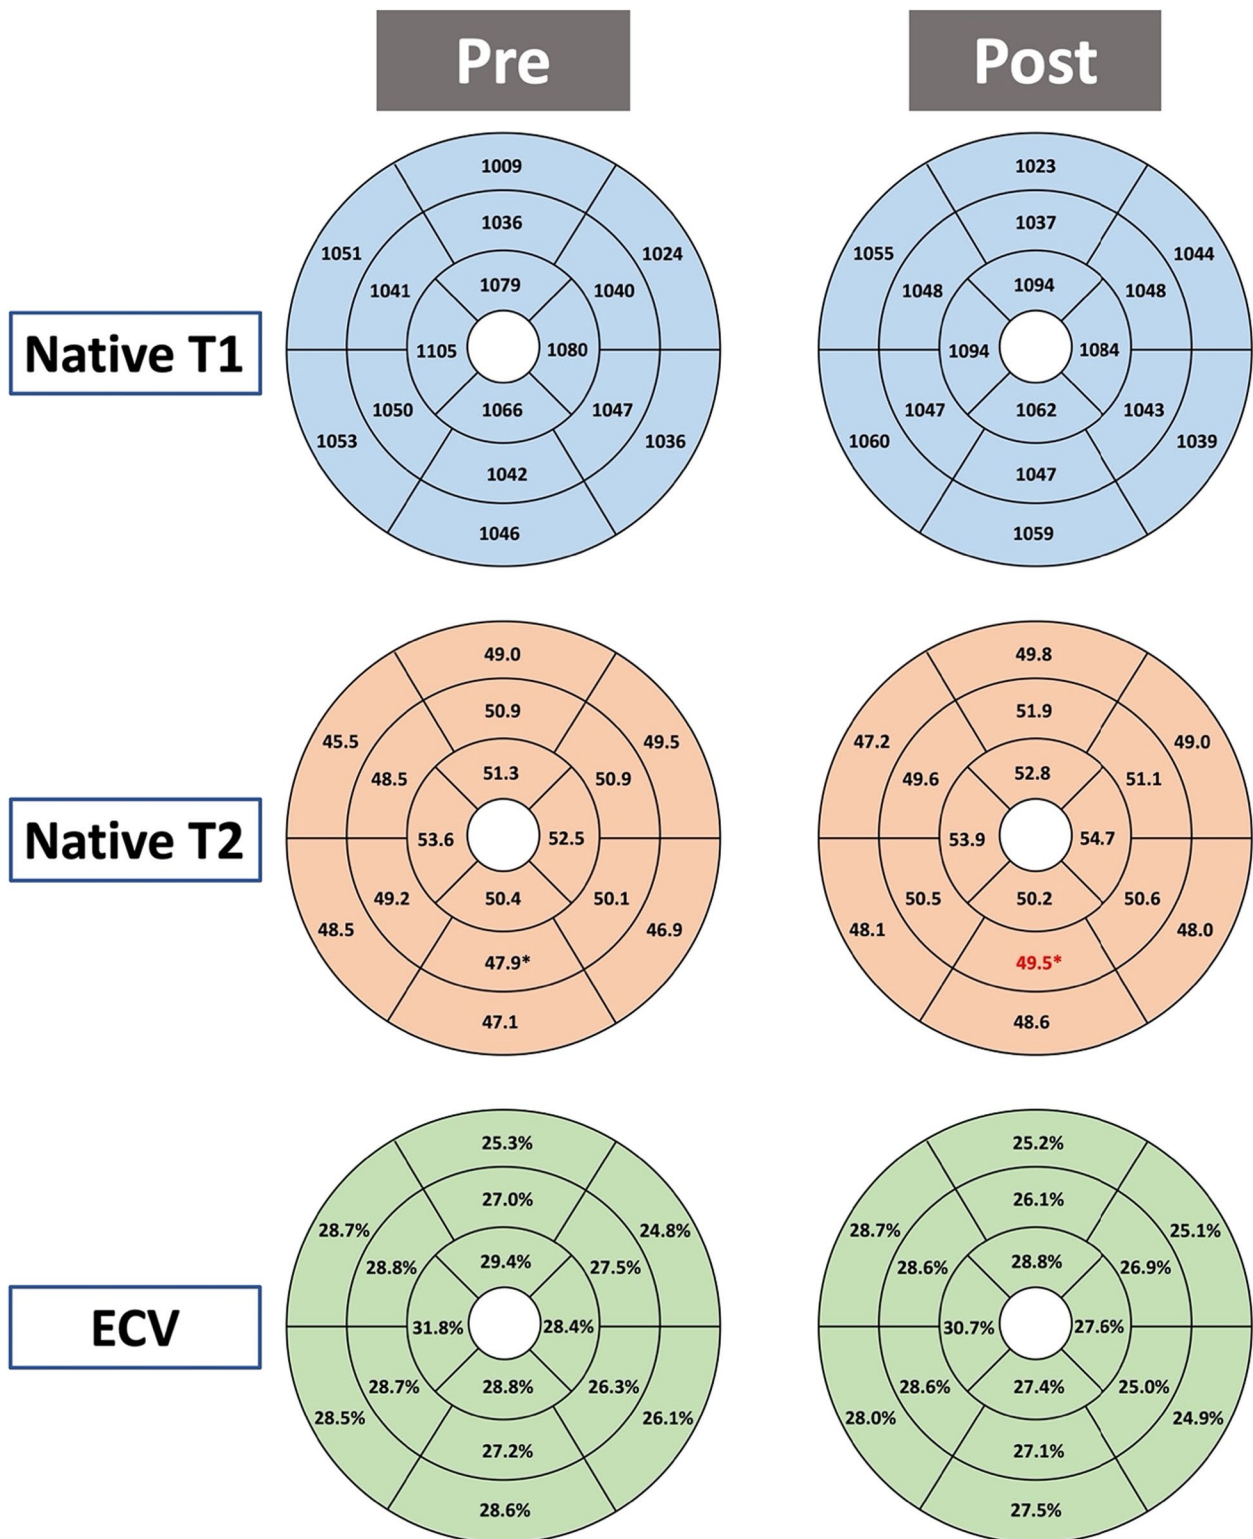 Pre Post
1009 1023
1036 1037
1051 1024 1055 1044
1079 1094
1041 1040 1048 1048
Native T1
1105 1080 1094 1084
1050 1066 1047 1047 1062 1043
1053 1036 1060 1039
1042 1047
1046 1059
49.0 49.8
50.9 51.9
45.5 49.5 47.2 49.0
51.3 52.8
48.5 50.9 49.6 51.1
Native T2
53.6 52.5 53.9 54.7
49.2 50.4 50.1 50.5 50.2 50.6
48.5 46.9 48.1 48.0
47.9* 49.5*
47.1 48.6
25.3% 25.2%
27.0% 26.1%
28.7% 24.8% 28.7% 25.1%
29.4% 28.8%
28.8% 27.5% 28.6% 26.9%
ECV
31.8% 28.4% 30.7% 27.6%
28.7% 28.8% 26.3% 28.6% 27.4% 25.0%
28.5% 26.1% 28.0% 24.9%
27.2% 27.1%
28.6% 27.5%